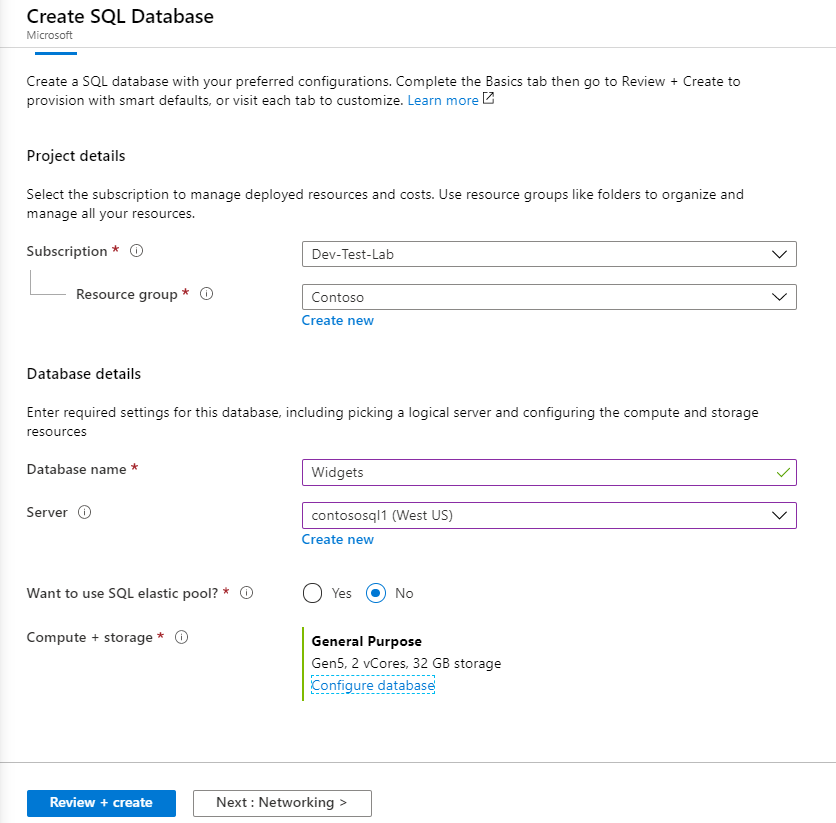 Create SQL Database
Microsoft
Create a SQL database with your preferred configurations. Complete the Basics tab then go to Review + Create to
provision with smart defaults, or visit each tab to customize. Learn more
Project details
Select the subscription to manage deployed resources and costs. Use resource groups like folders to organize and
manage all your resources.
Subscription *
Dev-Test-Lab
Resource group *
Contoso
Create new
Database details
Enter required settings for this database, including picking a logical server and configuring the compute and storage
resources
Database name *
Widgets
Server
contososql1 (West US)
Create new
Want to use SQL elastic pool? *
Yes No
Compute + storage *
General Purpose
Gen5, 2 vCores, 32 GB storage
Configure database
Review + create
Next : Networking >